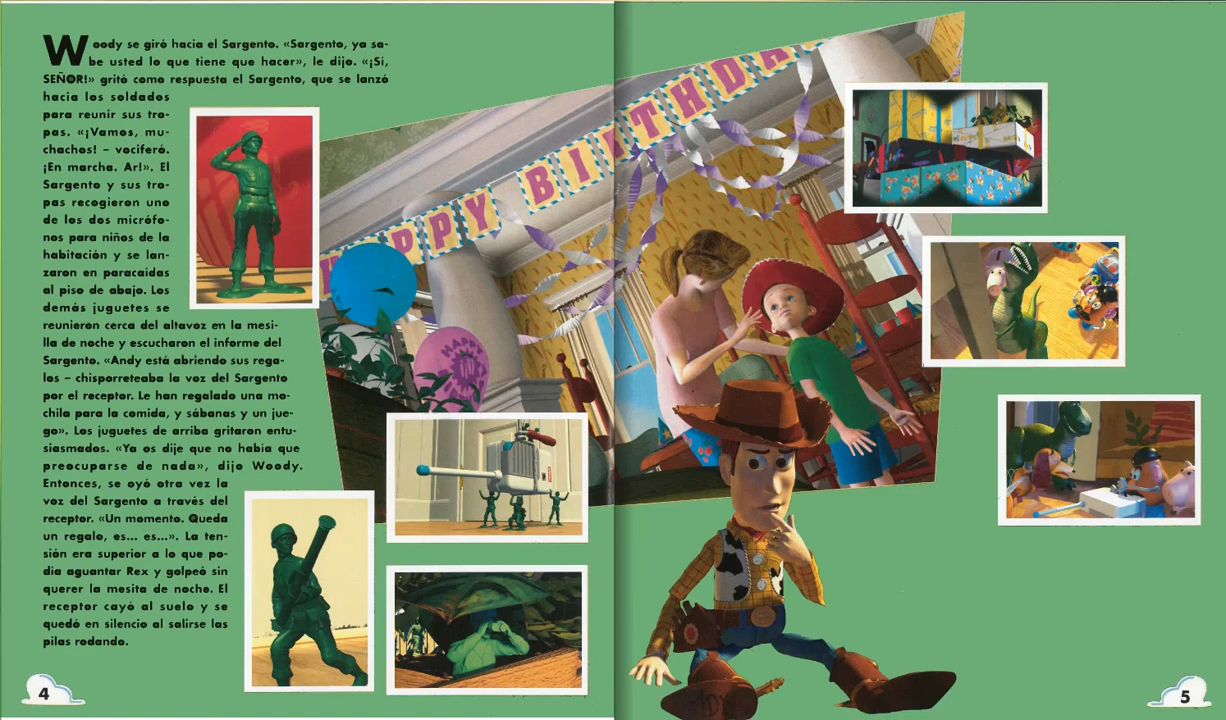 Woody se giró hacia el Sargento. «Sargento, ya sa-
be usted lo que tiene que hacer», le dijo. «¡Si,
SEÑOR!» gritó como respuesta el Sargento, que se lanzó
hacia los soldados
para reunir sus tro-
pas. «¡Vamos, mu-
chachos! – vociferó.
¡En marcha. Ar!». El
Sargento y sus tro-
pas recogieron uno
de los dos micrófo-
nos para niños de la
habitación y se lan-
zaron en paracaídas
al piso de abajo. Los
demás juguetes se
reunieron cerca del altavoz en la mesi-
lla de noche y escucharon el informe del
Sargento. «Andy está abriendo sus rega-
los – chisporreteaba la voz del Sargento
por el receptor. Le han regalado una mo-
chila para la comida, y sábanas y un jue-
go». Los juguetes de arriba gritaron entu-
siasmados. «Ya os dije que no había que
preocuparse de nada», dijo Woody.
Entonces, se oyó otra vez la
voz del Sargento a través del
receptor. «Un momento. Queda
un regalo, es... es...». La ten-
sión era superior a lo que po-
día aguantar Rex y golpeó sin
querer la mesita de noche. El
receptor cayó al suelo y se
quedó en silencio al salirse las
pilas rodando.
HAPPY BIRTHDA
HAPPY
4
5